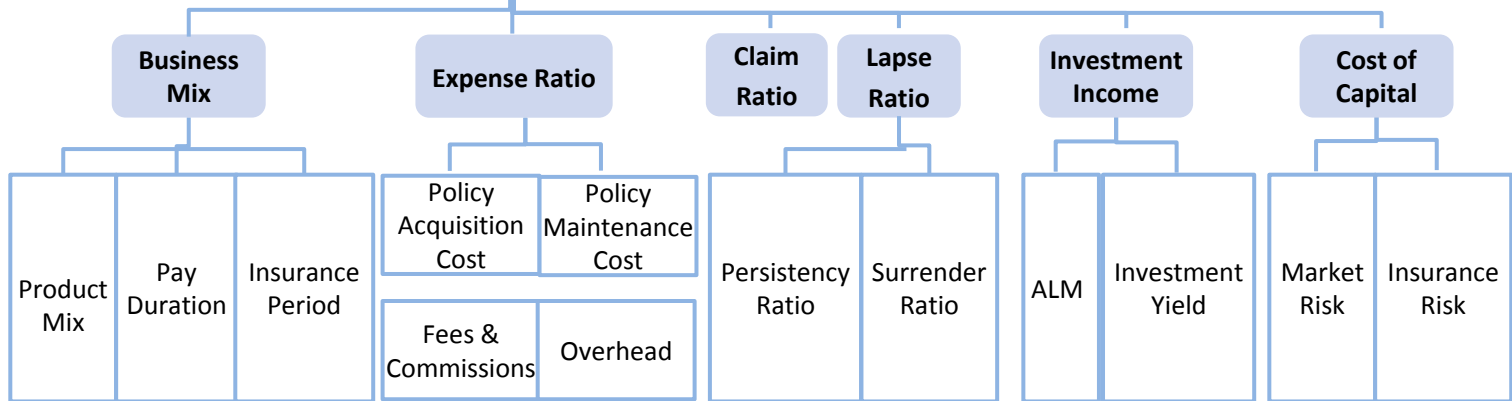 Business
Mix
Expense Ratio
Claim
Ratio
Lapse
Ratio
Investment
Income
Cost of
Capital
Product
Mix
Pay
Duration
Insurance
Period
Policy
Acquisition
Cost
Policy
Maintenance
Cost
Fees &
Commissions
Overhead
Persistency
Ratio
Surrender
Ratio
ALM
Investment
Yield
Market
Risk
Insurance
Risk